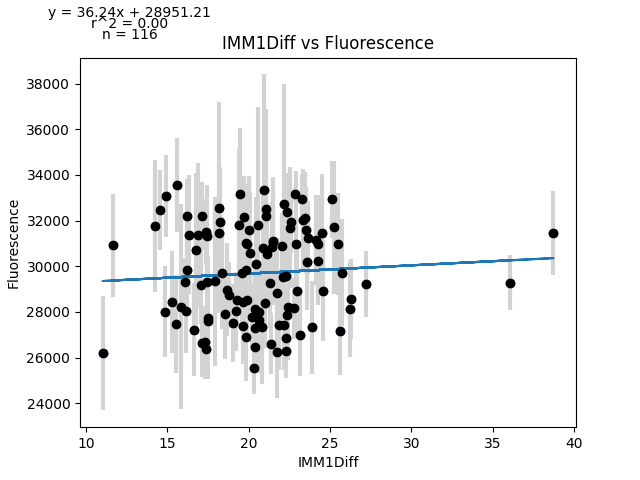 y = 36.24x + 28951.21
r^2 = 0.00
n = 116
IMM1Diff vs Fluorescence
Fluorescence
38000
36000
34000
32000
30000
28000
26000
24000
10 15 20 25 30 35 40
IMM1Diff